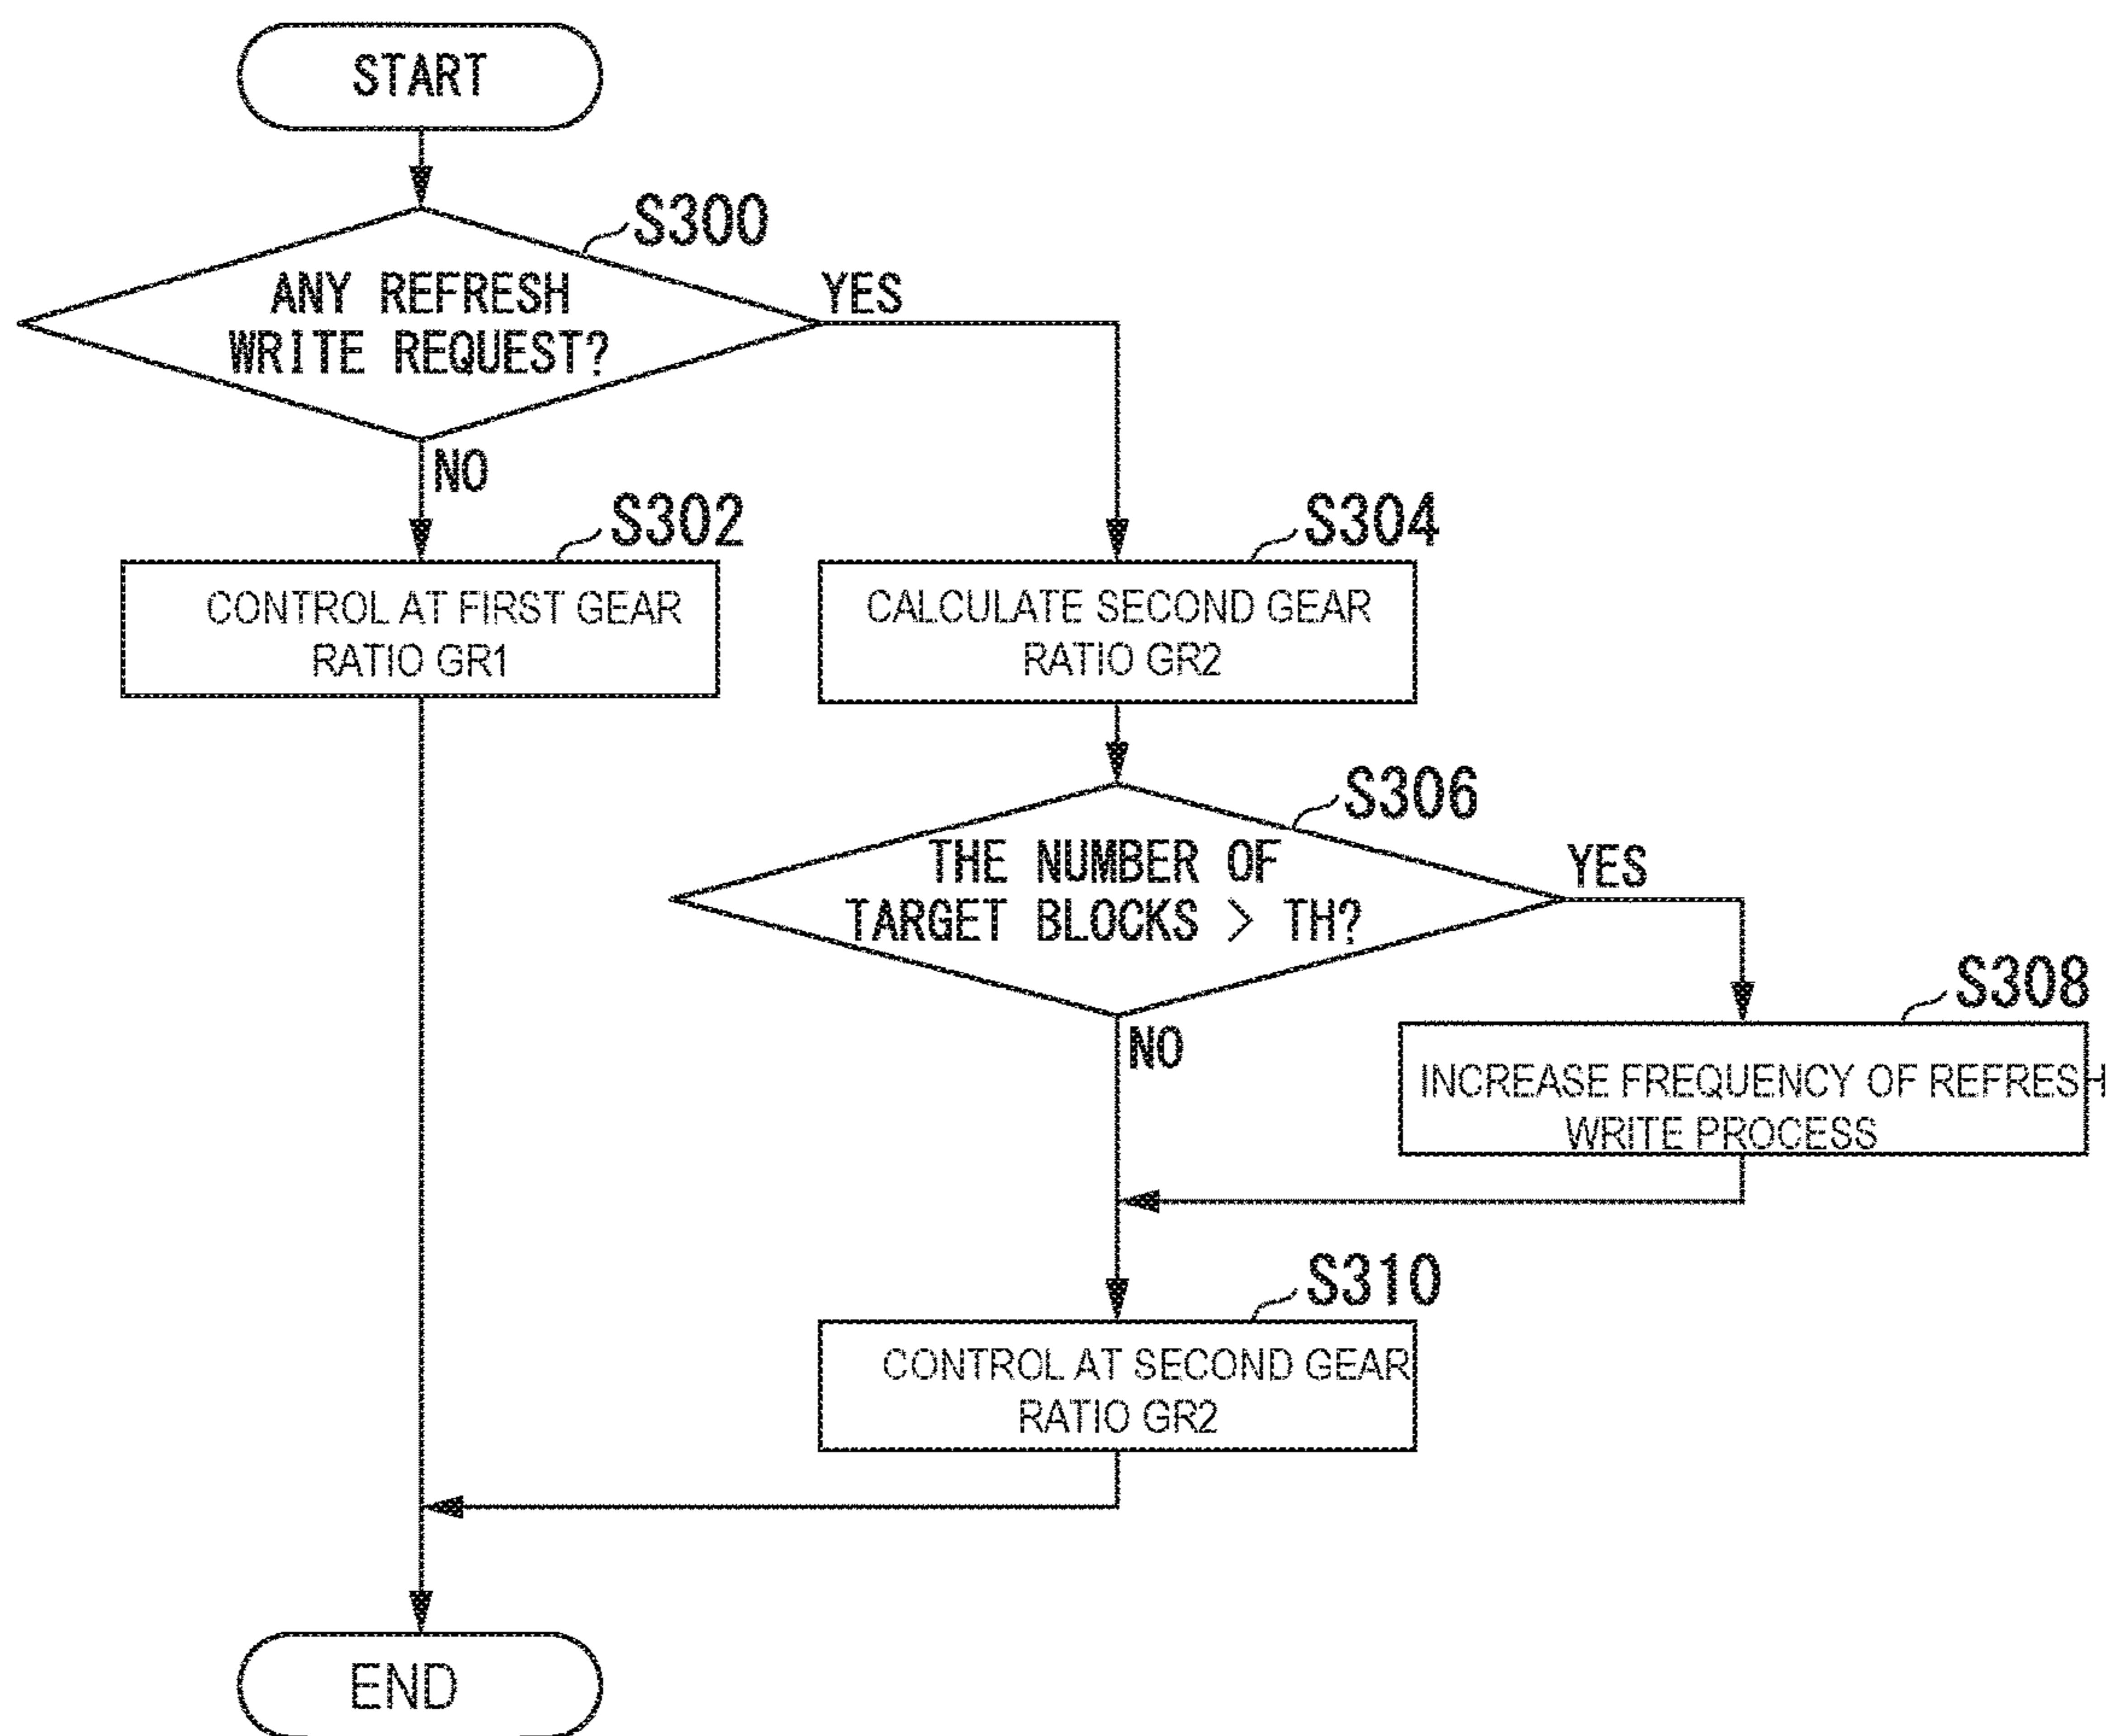 START
S300
ANY REFRESH
WRITE REQUEST?
YES
NO
S302
CONTROL AT FIRST GEAR
RATIO GR1
S304
CALCULATE SECOND GEAR
RATIO GR2
S306
THE NUMBER OF
TARGET BLOCKS > TH?
YES
NO
S308
INCREASE FREQUENCY OF REFRESH
WRITE PROCESS
S310
CONTROL AT SECOND GEAR
RATIO GR2
END